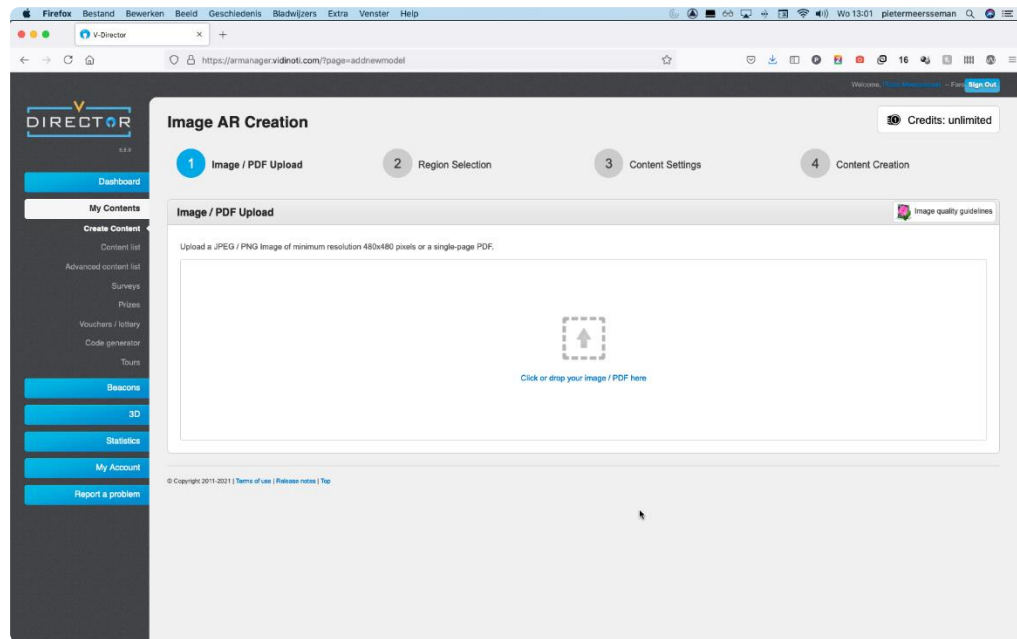 Firefox Bestand Bewerken Beeld Geschiedenis Bladwijzers Extra Venster Help Wo 13:01 pietermeersseman
V-Director
https://armanager.vidinoti.com/?page=addnewmodel 16
Welcome, Sign Out
V
DIRECTOR
Image AR Creation
Credits: unlimited
1 Image / PDF Upload 2 Region Selection 3 Content Settings 4 Content Creation
Dashboard
My Contents
Create Content
Content list
Advanced content list
Surveys
Prizes
Vouchers / lottery
Code generator
Tours
Beacons
3D
Statistics
My Account
Report a problem
Image / PDF Upload
Image quality guidelines
Upload a JPEG / PNG Image of minimum resolution 480x480 pixels or a single-page PDF.
Click or drop your image / PDF here
© Copyright 2011-2021 | Terms of use | Release notes | Top